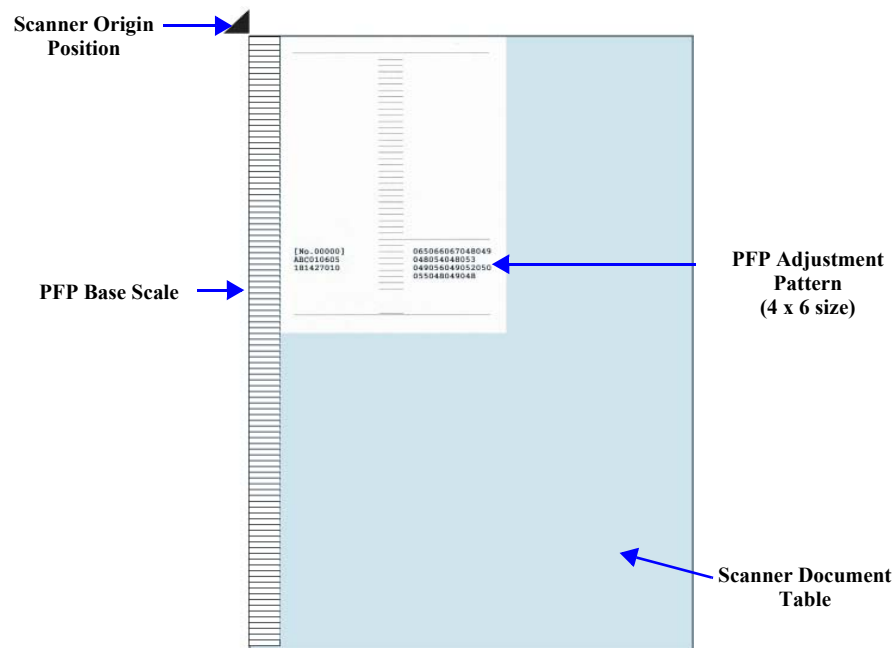 Scanner Origin
Position
[No.00000]
ABC010605
181427010
065066067048049
048054048053
049056049052050
055048049048
PFP Base Scale
PFP Adjustment
Pattern
(4 x 6 size)
Scanner Document
Table